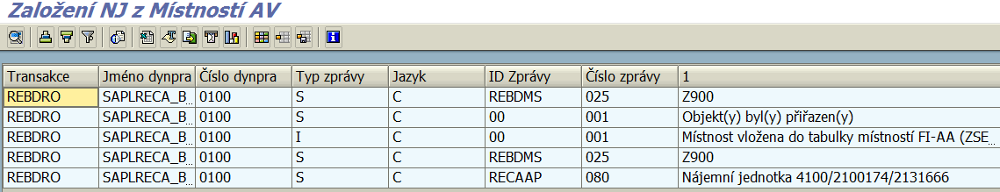 Založení NJ z Místností AV
Transakce Jméno dynpra Číslo dynpra Typ zprávy Jazyk ID Zprávy Číslo zprávy 1
REBDRO SAPLRECA_B... 0100 S C REBDMS 025 Z900
REBDRO SAPLRECA_B... 0100 S C 00 001 Objekt(y) byl(y) přiřazen(y)
REBDRO SAPLRECA_B... 0100 I C 00 001 Místnost vložena do tabulky místností FI-AA (ZSE...
REBDRO SAPLRECA_B... 0100 S C REBDMS 025 Z900
REBDRO SAPLRECA_B... 0100 S C RECAAP 080 Nájemní jednotka 4100/2100174/2131666